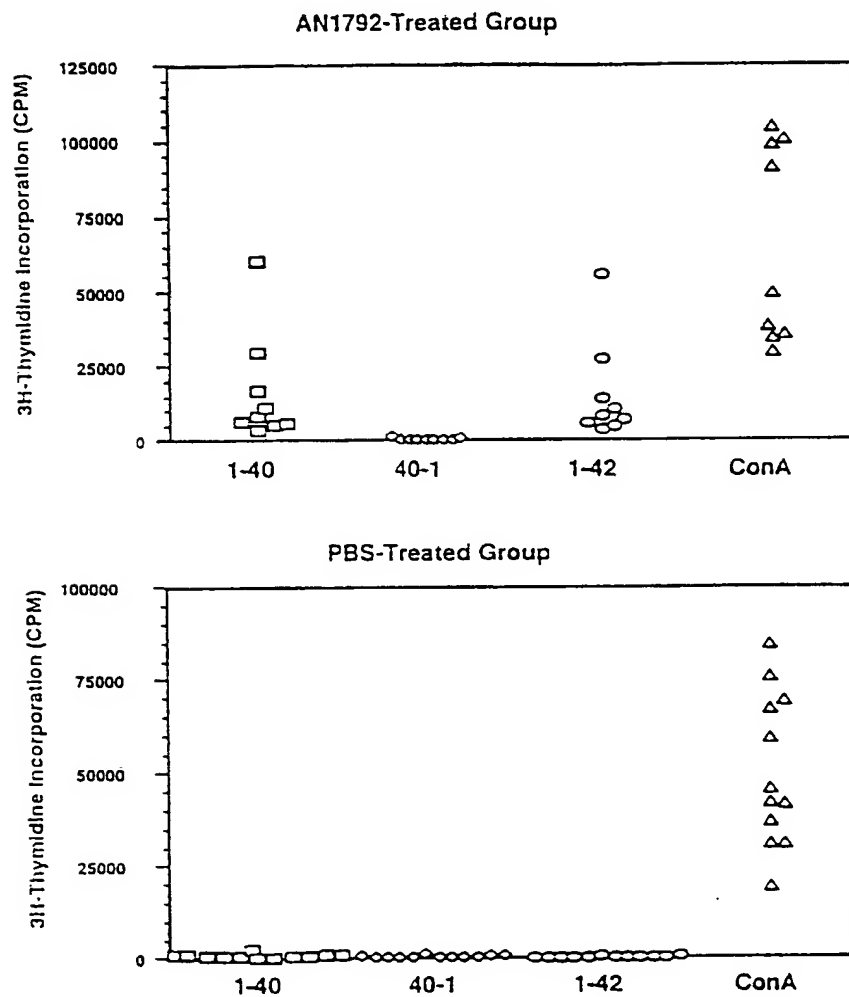 AN1792-Treated Group
3H-Thymidine Incorporation (CPM)
125000
100000
75000
50000
25000
0
1-40
40-1
1-42
ConA
PBS-Treated Group
3H-Thymidine Incorporation (CPM)
100000
75000
50000
25000
0
1-40
40-1
1-42
ConA